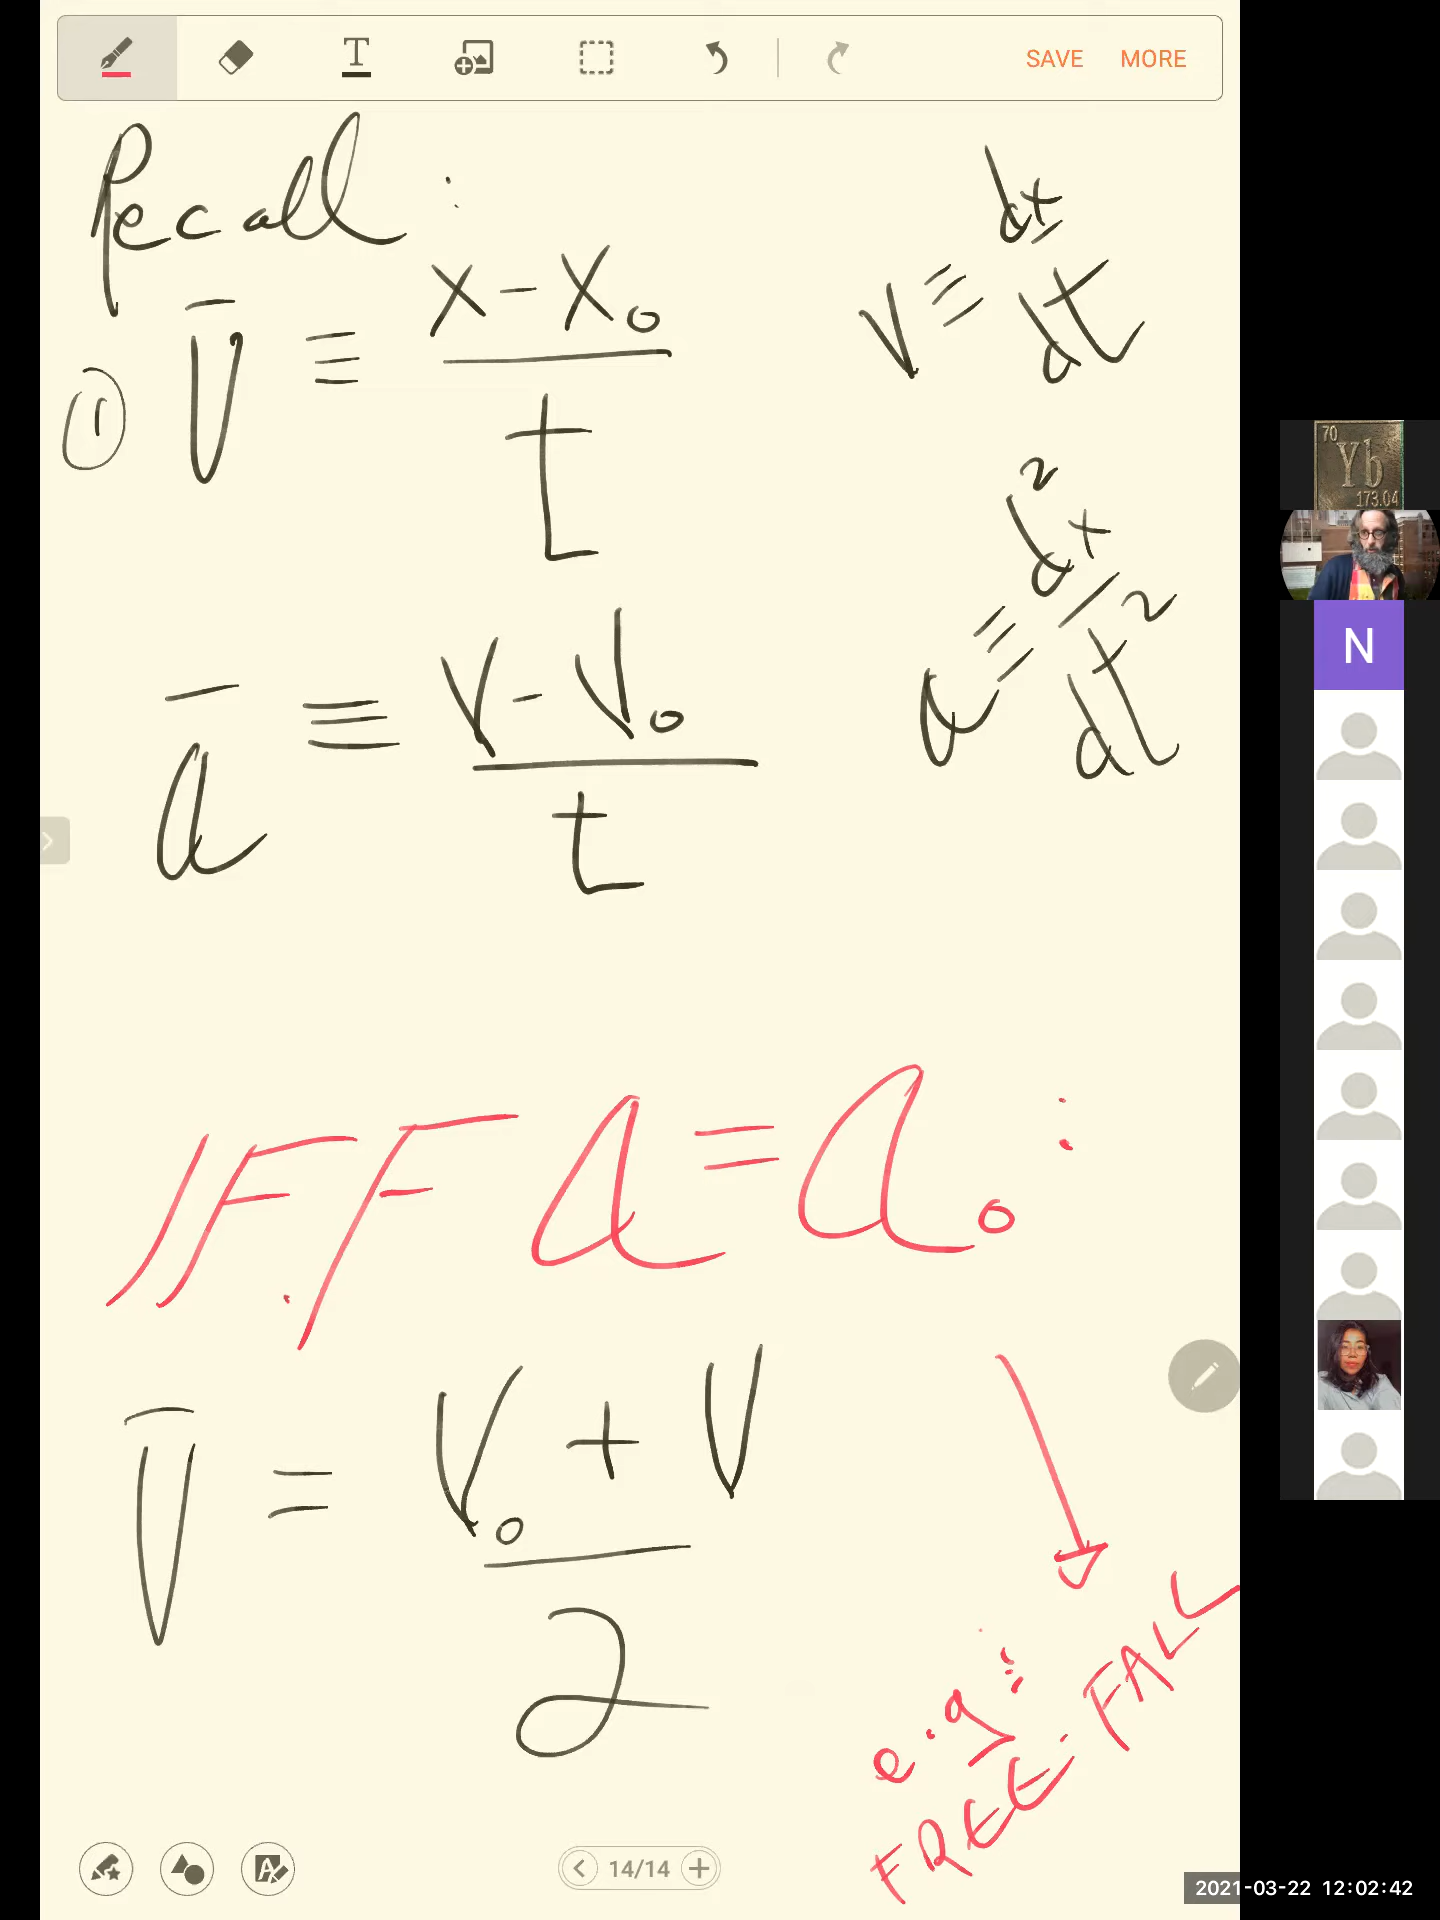 SAVE MORE
Recall:
① v̄ ≡ x - x₀ / t
v ≡ dx / dt
ā ≡ v - v₀ / t
a ≡ d²x / dt²
IFF a = a₀:
v̄ = v₀ + v / 2
e.g.:
FREE-FALL
14/14
70
Yb
173.04
N
2021-03-22 12:02:42